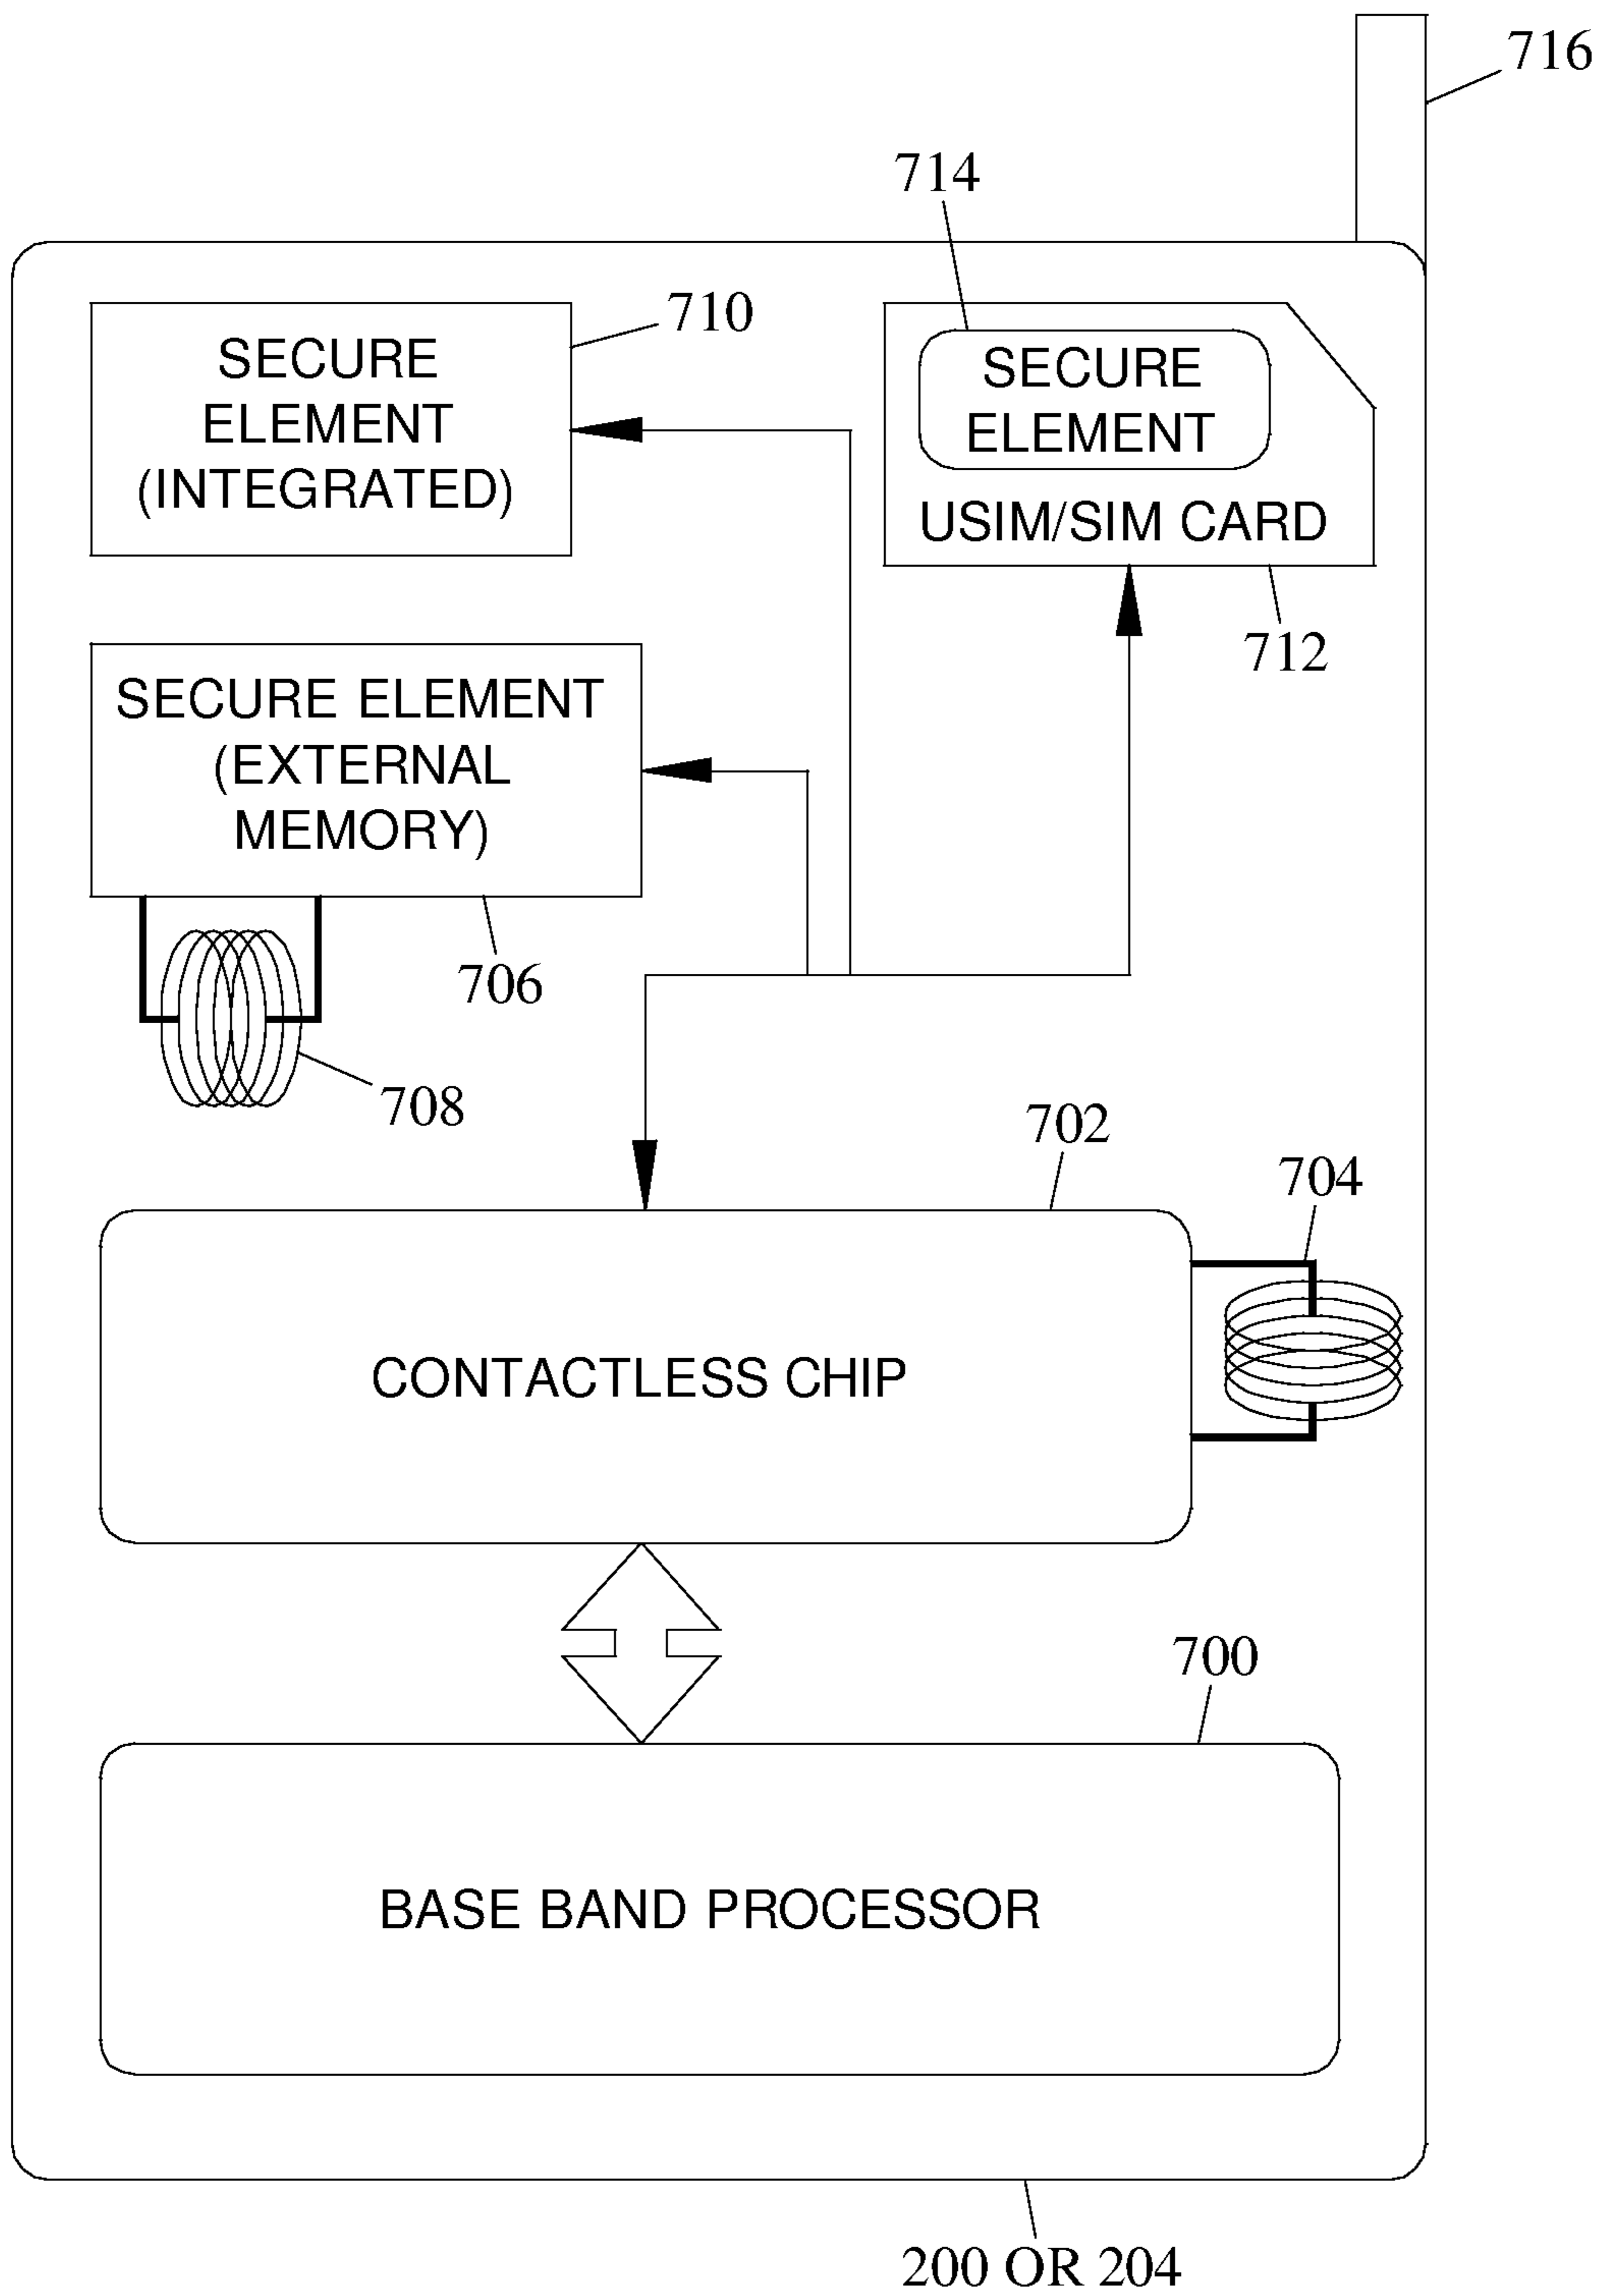 716
714
710
SECURE
ELEMENT
(INTEGRATED)
SECURE
ELEMENT
USIM/SIM CARD
712
SECURE ELEMENT
(EXTERNAL
MEMORY)
706
708
702
704
CONTACTLESS CHIP
700
BASE BAND PROCESSOR
200 OR 204